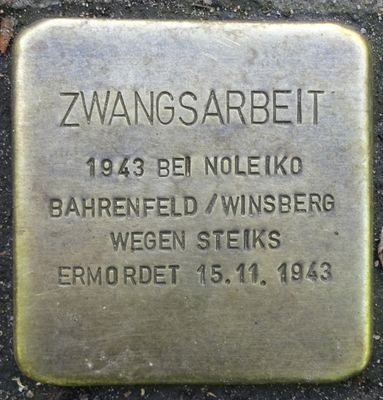 ZWANGSARBEIT
1943 BEI NOLEIKO
BAHRENFELD / WINSBERG
WEGEN STEIKS
ERMORDET 15.11. 1943